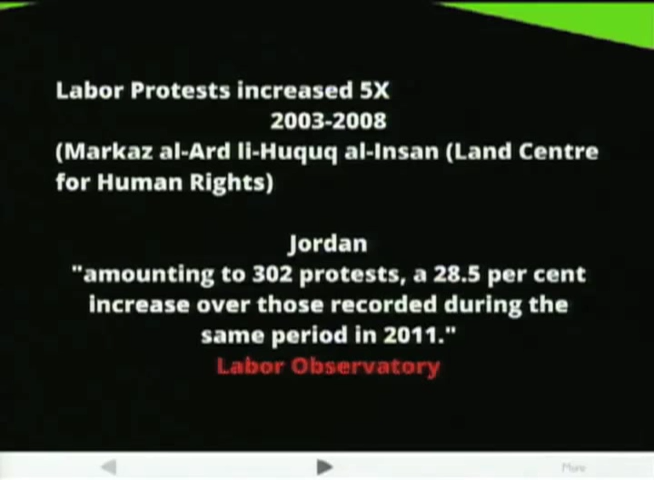 Labor Protests increased 5X
2003-2008
(Markaz al-Ard li-Huquq al-Insan (Land Centre
for Human Rights)
Jordan
"amounting to 302 protests, a 28.5 per cent
increase over those recorded during the
same period in 2011."
Labor Observatory
More